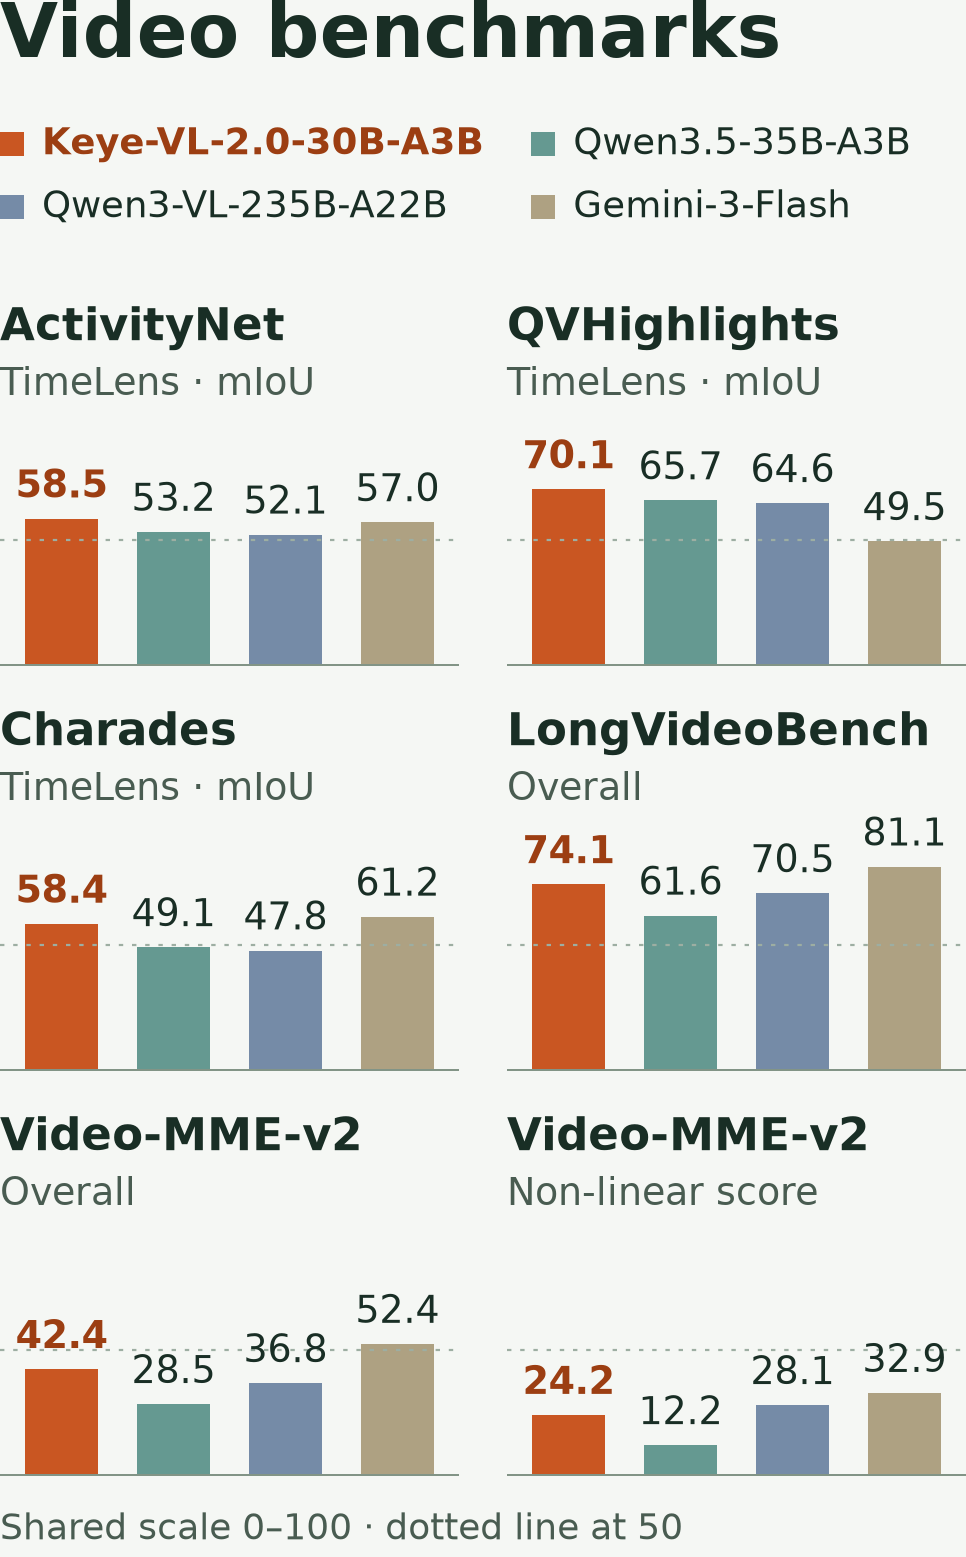 Video benchmarks
Keye-VL-2.0-30B-A3B
Qwen3.5-35B-A3B
Qwen3-VL-235B-A22B
Gemini-3-Flash
ActivityNet
TimeLens · mIoU
58.5 53.2 52.1 57.0
QVHighlights
TimeLens · mIoU
70.1 65.7 64.6 49.5
Charades
TimeLens · mIoU
58.4 49.1 47.8 61.2
LongVideoBench
Overall
74.1 61.6 70.5 81.1
Video-MME-v2
Overall
42.4 28.5 36.8 52.4
Video-MME-v2
Non-linear score
24.2 12.2 28.1 32.9
Shared scale 0–100 · dotted line at 50